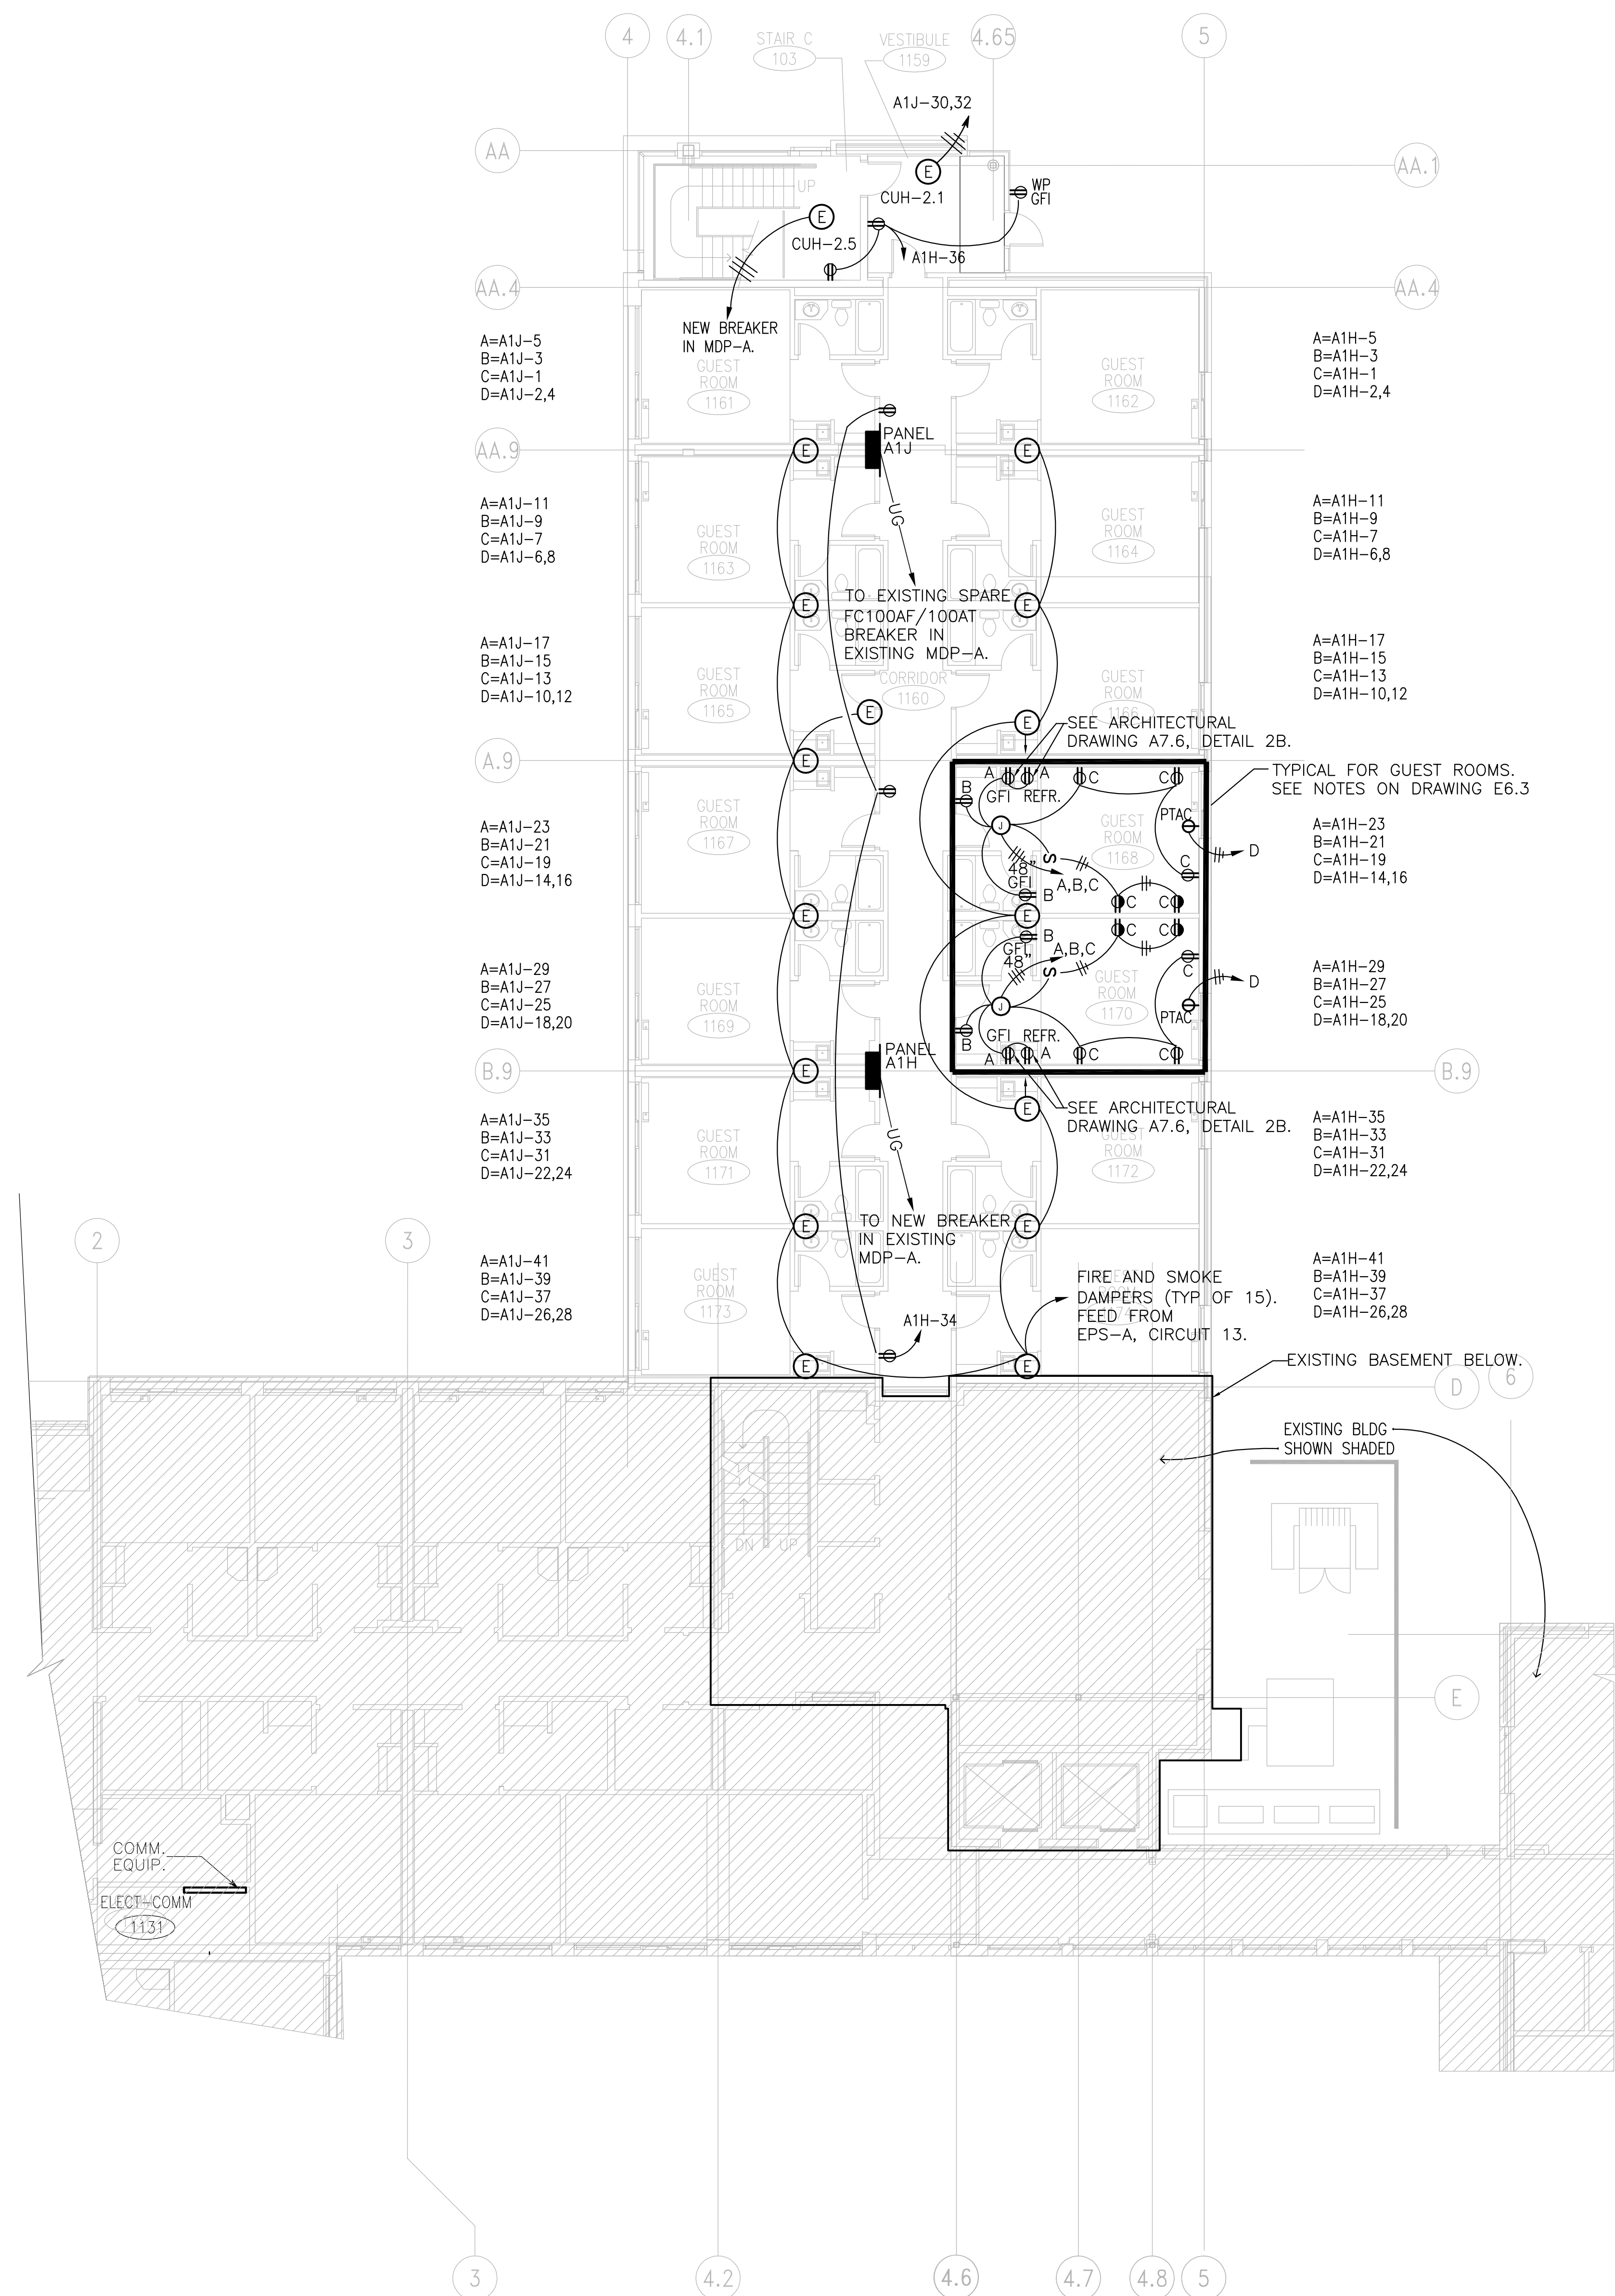 4
4.1
STAIR C
103
VESTIBULE
1159
4.65
5
A1J-30,32
AA
AA.1
E
CUH-2.1
WP
GFI
UP
E
CUH-2.5
A1H-36
AA.4
AA.4
NEW BREAKER
IN MDP-A.
A=A1J-5
B=A1J-3
C=A1J-1
D=A1J-2,4
GUEST
ROOM
1161
GUEST
ROOM
1162
A=A1H-5
B=A1H-3
C=A1H-1
D=A1H-2,4
AA.9
E
PANEL
A1J
E
A=A1J-11
B=A1J-9
C=A1J-7
D=A1J-6,8
GUEST
ROOM
1163
UG
GUEST
ROOM
1164
A=A1H-11
B=A1H-9
C=A1H-7
D=A1H-6,8
E
TO EXISTING SPARE
FC100AF/100AT
BREAKER IN
EXISTING MDP-A.
E
A=A1J-17
B=A1J-15
C=A1J-13
D=A1J-10,12
GUEST
ROOM
1165
CORRIDOR
1160
GUEST
ROOM
1166
A=A1H-17
B=A1H-15
C=A1H-13
D=A1H-10,12
E
E
SEE ARCHITECTURAL
DRAWING A7.6, DETAIL 2B.
A.9
E
TYPICAL FOR GUEST ROOMS.
SEE NOTES ON DRAWING E6.3
A
A
C
C
B
GFI REFR.
PTAC
J
A=A1J-23
B=A1J-21
C=A1J-19
D=A1J-14,16
GUEST
ROOM
1167
GUEST
ROOM
1168
A=A1H-23
B=A1H-21
C=A1H-19
D=A1H-14,16
D
S
C
48"
GFI
B
A,B,C
C
C
E
E
B
C
C
GFI
48"
A,B,C
S
C
A=A1J-29
B=A1J-27
C=A1J-25
D=A1J-18,20
GUEST
ROOM
1169
GUEST
ROOM
1170
D
A=A1H-29
B=A1H-27
C=A1H-25
D=A1H-18,20
J
PTAC
B
GFI REFR.
A
A
C
C
B.9
E
PANEL
A1H
B.9
E
SEE ARCHITECTURAL
DRAWING A7.6, DETAIL 2B.
A=A1J-35
B=A1J-33
C=A1J-31
D=A1J-22,24
GUEST
ROOM
1171
UG
GUEST
ROOM
1172
A=A1H-35
B=A1H-33
C=A1H-31
D=A1H-22,24
2
3
E
TO NEW BREAKER
IN EXISTING
MDP-A.
E
A=A1J-41
B=A1J-39
C=A1J-37
D=A1J-26,28
GUEST
ROOM
1173
FIRE AND SMOKE
DAMPERS (TYP OF 15).
FEED FROM
EPS-A, CIRCUIT 13.
A=A1H-41
B=A1H-39
C=A1H-37
D=A1H-26,28
A1H-34
E
E
EXISTING BASEMENT BELOW.
D
6
EXISTING BLDG
SHOWN SHADED
DN
UP
E
COMM.
EQUIP.
ELECT-COMM
1131
3
4.2
4.6
4.7
4.8
5